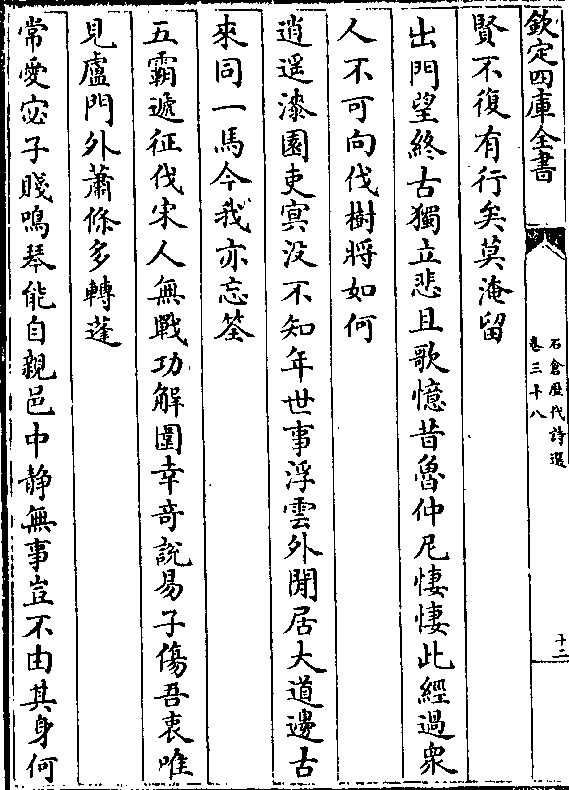 欽定四庫全書
石倉歷代詩選
卷三十八
十二
賢不復有行矣莫淹留
出門望終古獨立悲且歌憶昔魯仲尼悽悽此經過衆
人不可向伐樹將如何
逍遥漆園吏冥没不知年世事浮雲外閒居大道邊古
來同一馬今我亦忘筌
五霸遞征伐宋人無戰功解圍幸奇說易子傷吾衷唯
見盧門外蕭條多轉蓬
常愛宓子賤鳴琴能自親邑中静無事豈不由其身何